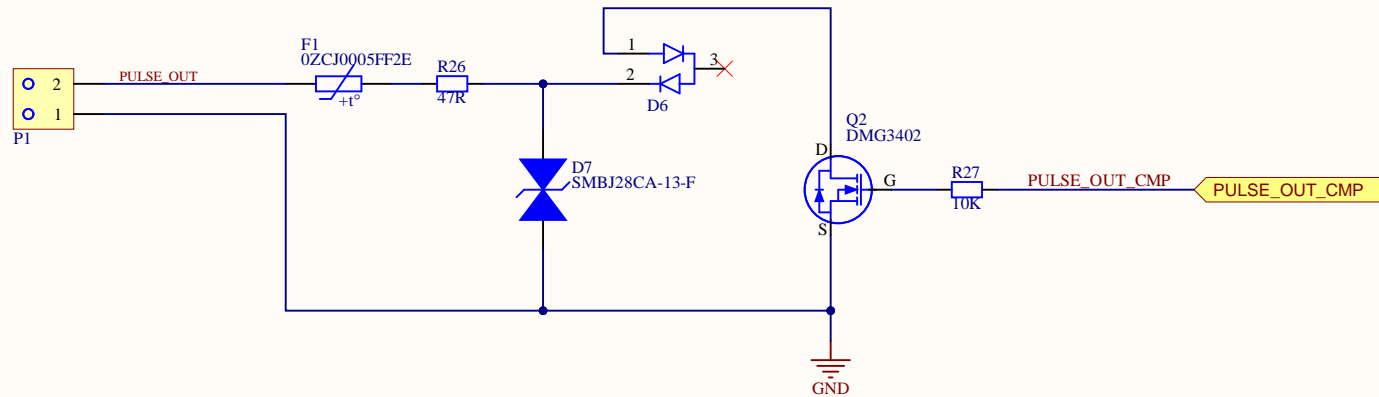 F1
0ZCJ0005FF2E
+t°
PULSE_OUT
R26
47R
1
2
3
D6
2
1
P1
D7
SMBJ28CA-13-F
Q2
DMG3402
D
G
S
R27
10K
PULSE_OUT_CMP
PULSE_OUT_CMP
GND